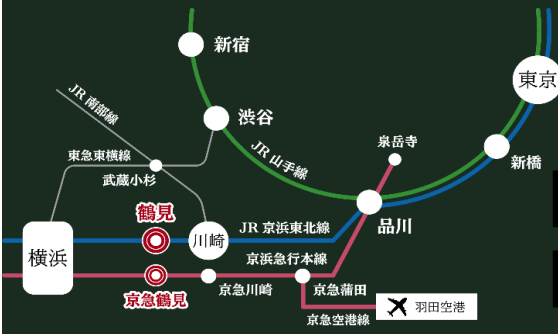 新宿
東京
渋谷
JR 南部線
JR 山手線
泉岳寺
新橋
東急東横線
武蔵小杉
鶴見
品川
JR 京浜東北線
川崎
横浜
京浜急行本線
京急鶴見
京急川崎
京急蒲田
羽田空港
京急空港線